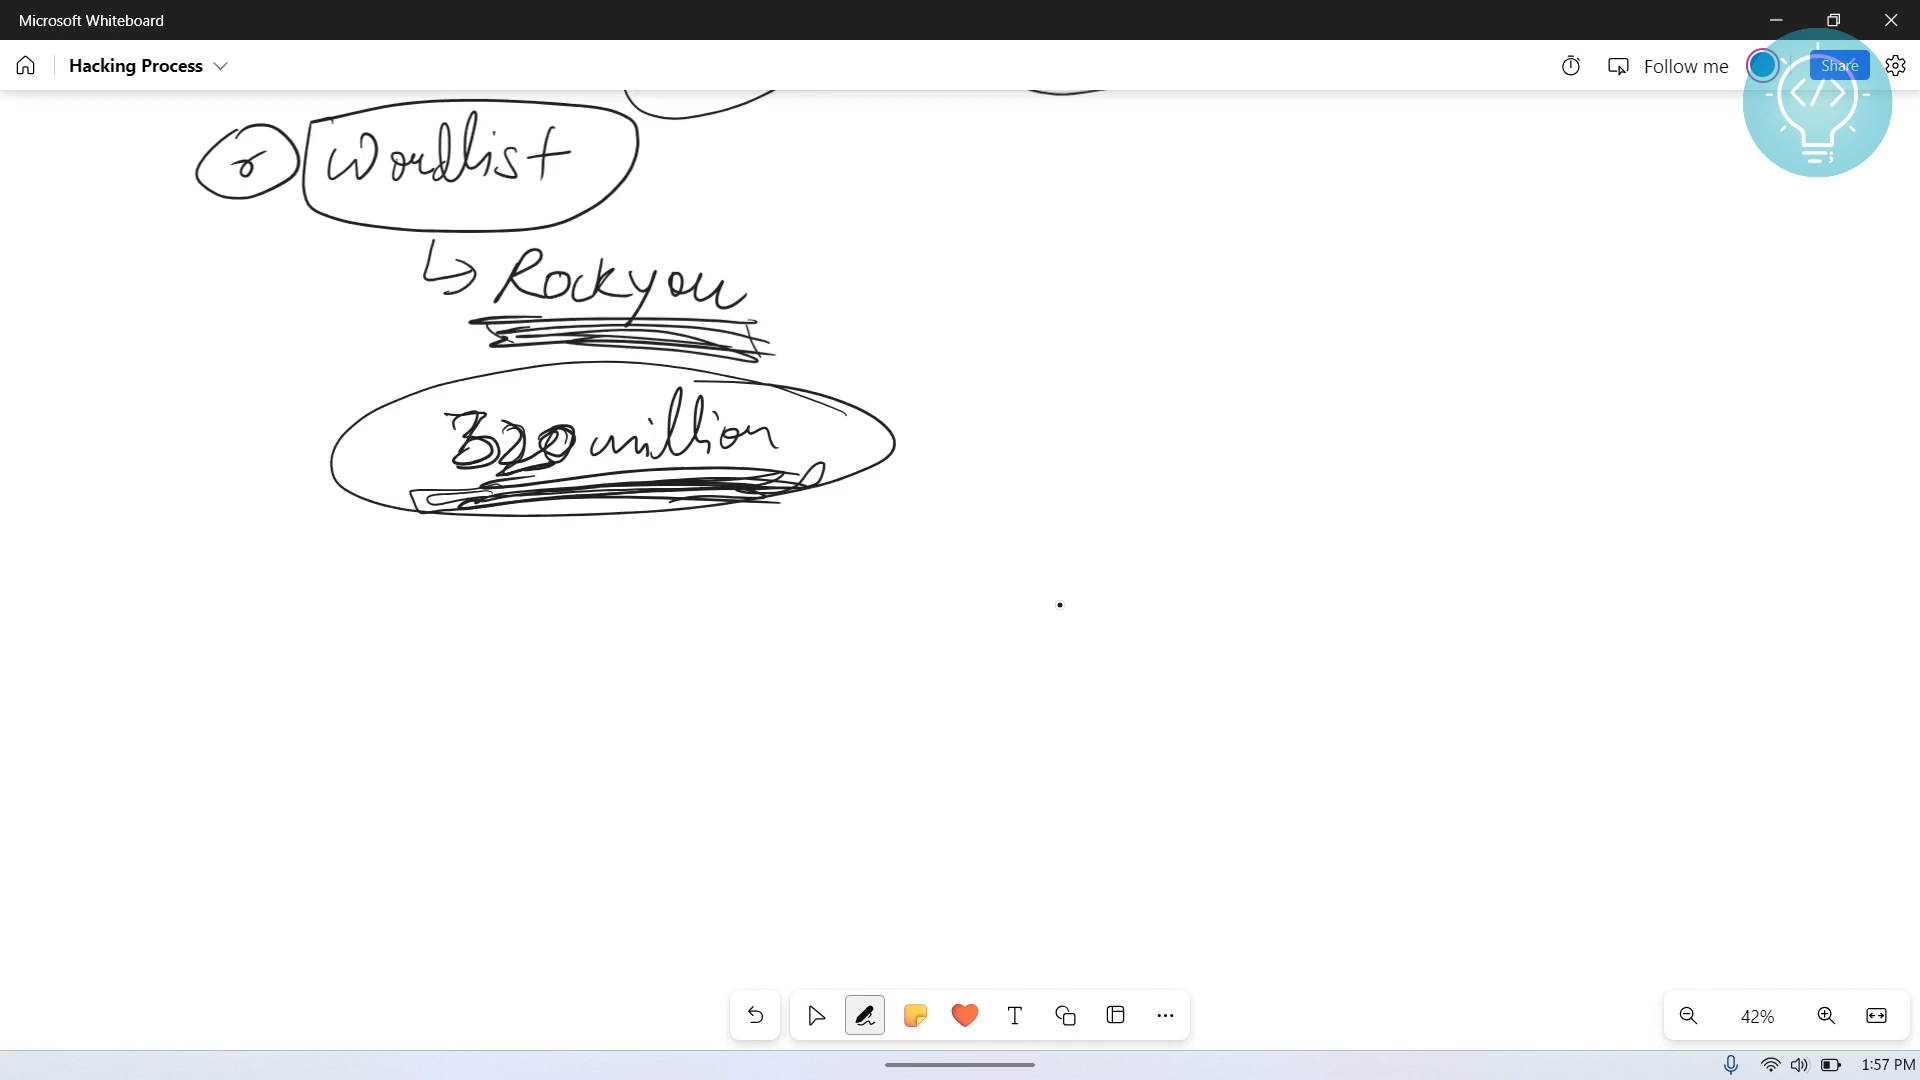 Microsoft Whiteboard
Hacking Process
Follow me
Share
</>
Wordlist
Rockyou
320 million
T
42%
1:57 PM